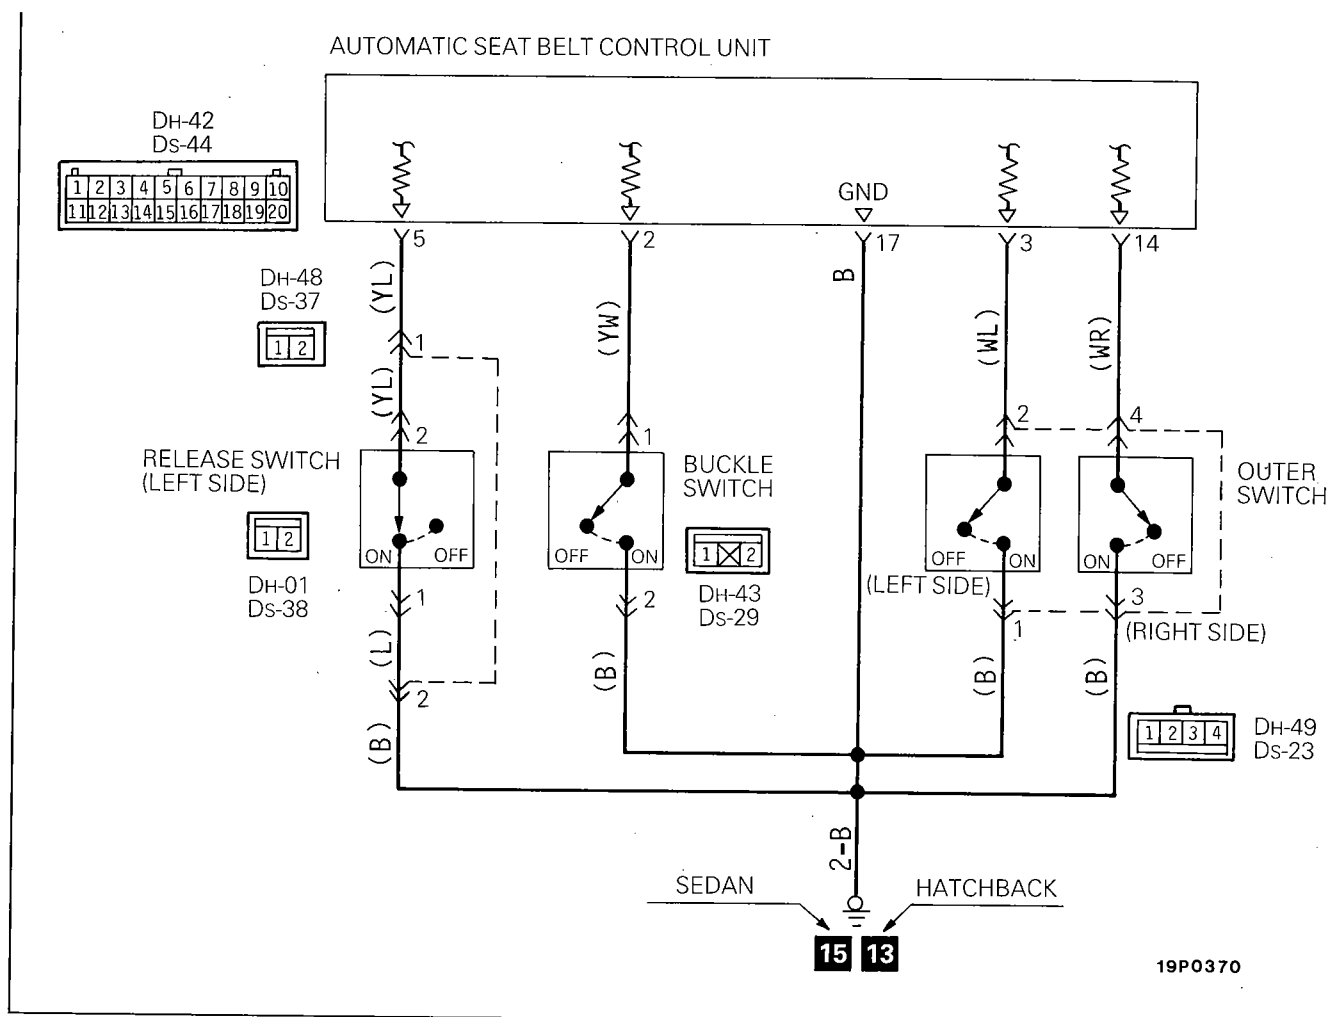 AUTOMATIC SEAT BELT CONTROL UNIT
DH-42
DS-44
1 2 3 4 5 6 7 8 9 10
11 12 13 14 15 16 17 18 19 20
GND
5
2
17
3
14
DH-48
DS-37
1 2
(YL)
(YW)
B
(WL)
(WR)
1
(YL)
2
1
2
4
RELEASE SWITCH
(LEFT SIDE)
BUCKLE
SWITCH
OUTER
SWITCH
1 2
DH-01
DS-38
ON OFF
OFF ON
1 2
DH-43
DS-29
OFF ON
ON OFF
(LEFT SIDE)
1
2
1
3
(RIGHT SIDE)
(L)
2
(B)
(B)
(B)
(B)
1 2 3 4
DH-49
DS-23
2-B
SEDAN
HATCHBACK
15 13
19P0370